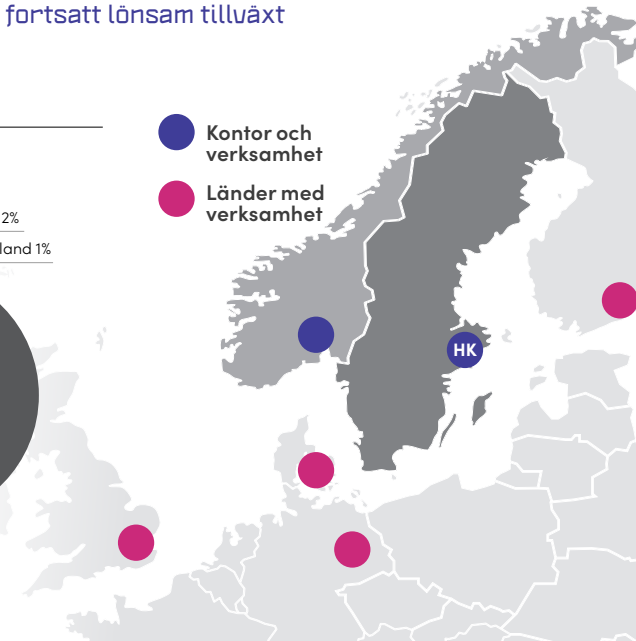 fortsatt lönsam tillväxt
Kontor och
verksamhet
Länder med
verksamhet
2%
land 1%
HK